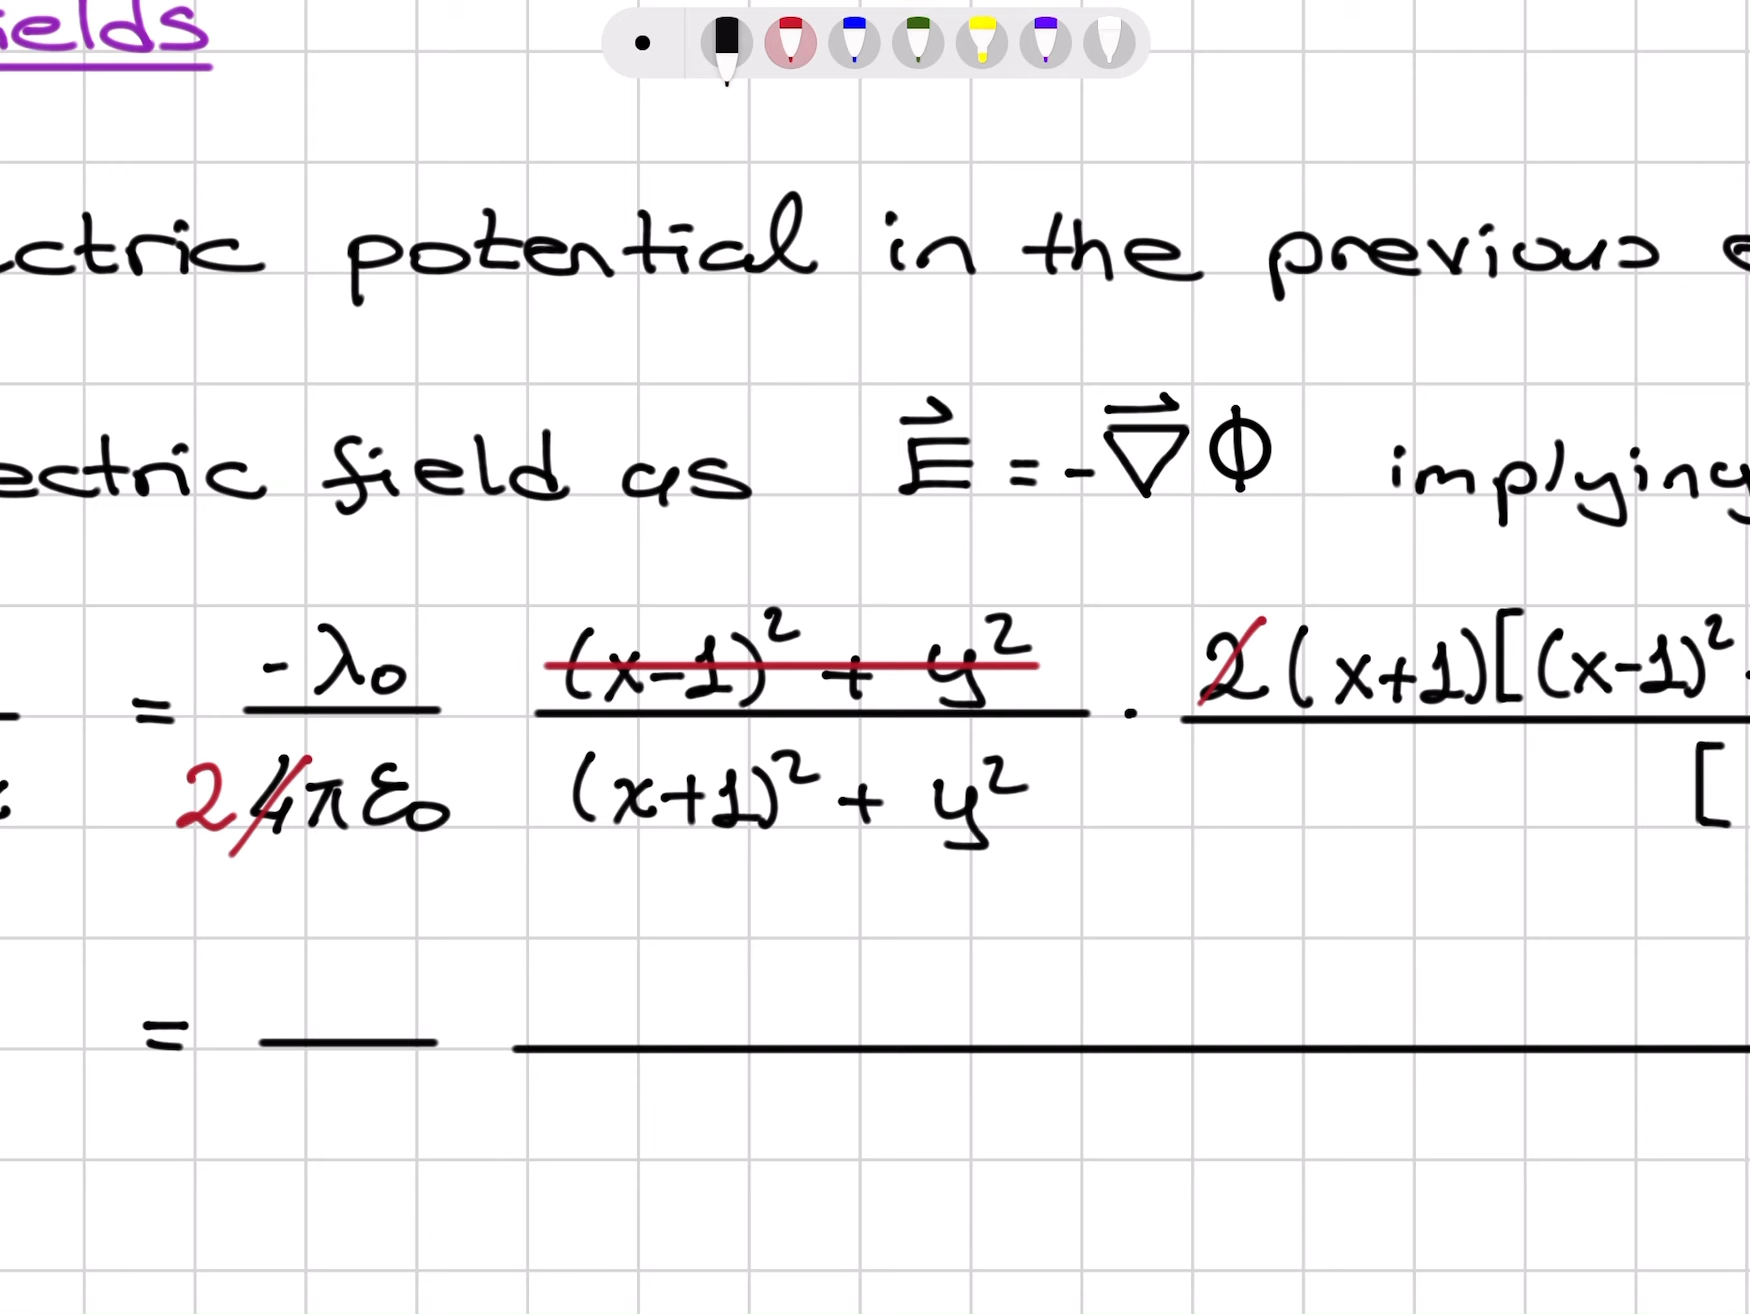 ields
ctric potential in the previous
ectric field as E⃗ = -∇⃗ Φ implying
= -λ₀ / 2 4πε₀ (x-1)² + y² / (x+1)² + y² · 2(x+1)[(x-1)² / [
=